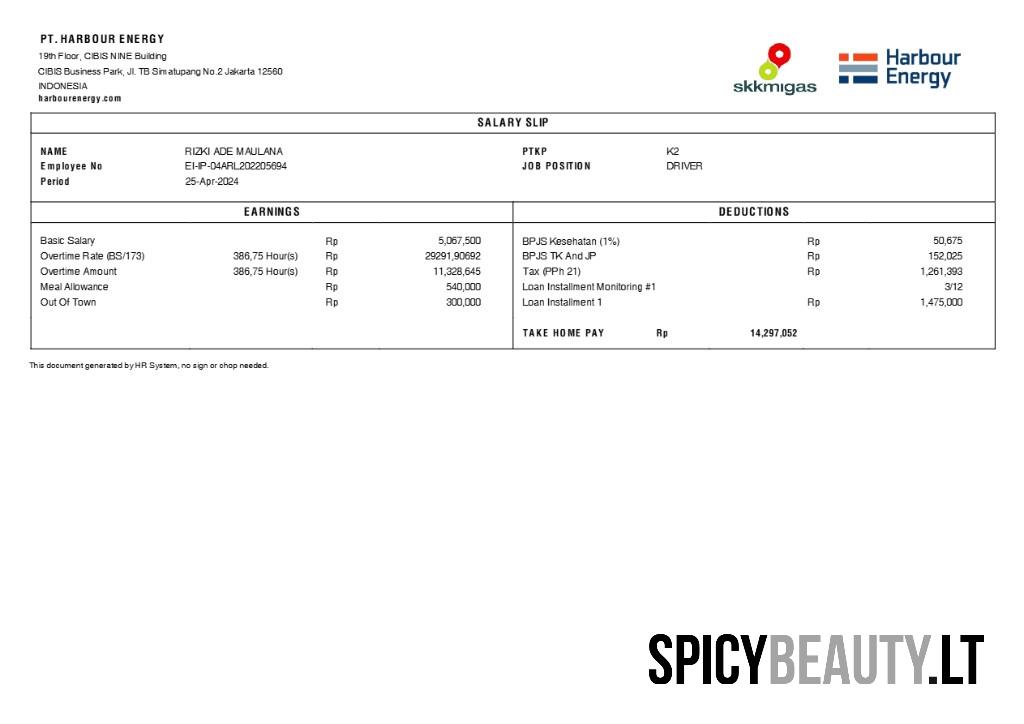 PT. HARBOUR ENERGY
19th Floor, CIBIS NINE Building
CIBIS Business Park, Jl. TB Simatupang No.2 Jakarta 12560
INDONESIA
harbourenergy.com
skkmigas
Harbour
Energy
SALARY SLIP
NAME RIZKI ADE MAULANA PTKP K2
Employee No EI-IP-04ARL202205694 JOB POSITION DRIVER
Period 25-Apr-2024
EARNINGS DEDUCTIONS
Basic Salary Rp 5,067,500 BPJS Kesehatan (1%) Rp 50,675
Overtime Rate (BS/173) 386,75 Hour(s) Rp 29291,90692 BPJS TK And JP Rp 152,025
Overtime Amount 386,75 Hour(s) Rp 11,328,645 Tax (PPh 21) Rp 1,261,393
Meal Allowance Rp 540,000 Loan Installment Monitoring #1 3/12
Out Of Town Rp 300,000 Loan Installment 1 Rp 1,475,000
TAKE HOME PAY Rp 14,297,052
This document generated by HR System, no sign or chop needed.
SPICYBEAUTY.LT